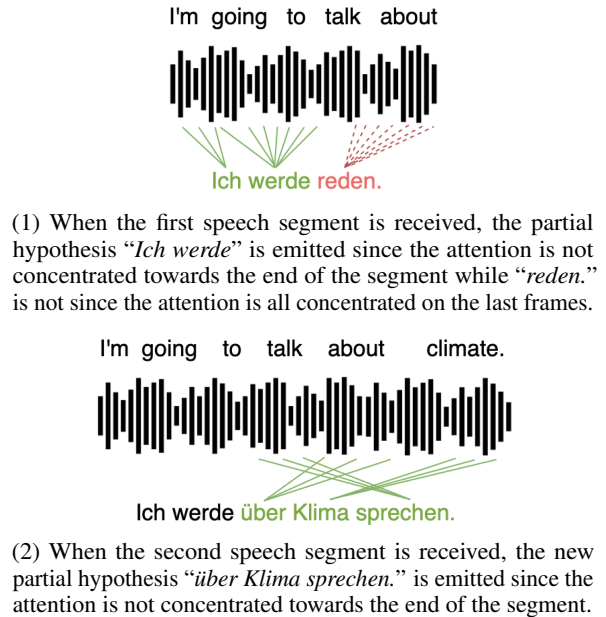 I'm going to talk about
Ich werde reden.
(1) When the first speech segment is received, the partial
hypothesis “Ich werde” is emitted since the attention is not
concentrated towards the end of the segment while “reden.”
is not since the attention is all concentrated on the last frames.
I'm going to talk about climate.
Ich werde über Klima sprechen.
(2) When the second speech segment is received, the new
partial hypothesis “über Klima sprechen.” is emitted since the
attention is not concentrated towards the end of the segment.